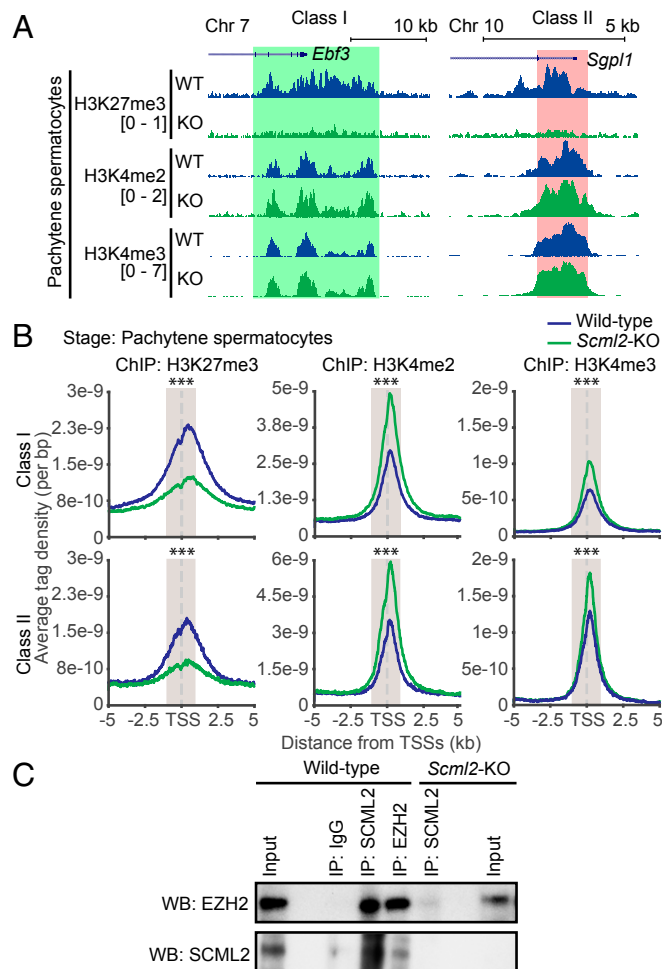 A
Chr 7 Class I 10 kb Chr 10 Class II 5 kb
Ebf3 Sgpl1
Pachytene spermatocytes
H3K27me3
[0 - 1]
WT
KO
H3K4me2
[0 - 2]
WT
KO
H3K4me3
[0 - 7]
WT
KO
B
Stage: Pachytene spermatocytes
Wild-type
Scml2-KO
ChIP: H3K27me3 ChIP: H3K4me2 ChIP: H3K4me3
*** *** ***
Class I
Class II
Average tag density (per bp)
3e-9 5e-9 2e-9
2.3e-9 3.8e-9 1.5e-9
1.5e-9 2.5e-9 1e-9
8e-10 1.3e-9 5e-10
0 0 0
*** *** ***
3e-9 6e-9 2e-9
2.3e-9 4.5e-9 1.5e-9
1.5e-9 3e-9 1e-9
8e-10 1.5e-9 5e-10
0 0 0
-5 -2.5 TSS 2.5 5 -5 -2.5 TSS 2.5 5 -5 -2.5 TSS 2.5 5
Distance from TSSs (kb)
C
Wild-type Scml2-KO
Input
IP: IgG
IP: SCML2
IP: EZH2
IP: SCML2
Input
WB: EZH2
WB: SCML2